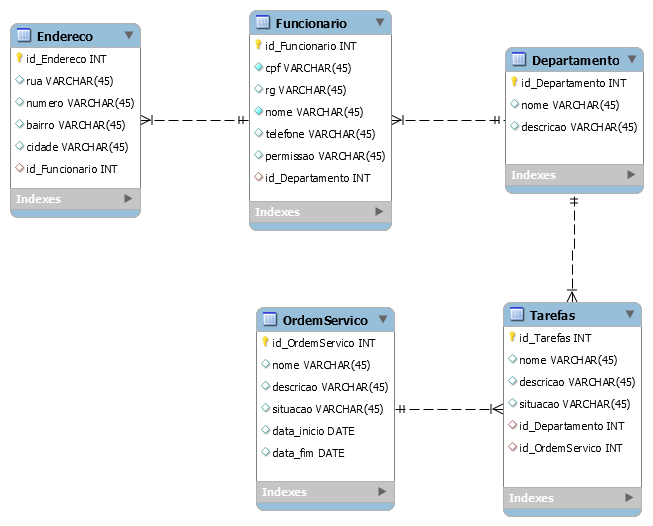 Endereco
id_Endereco INT
rua VARCHAR(45)
numero VARCHAR(45)
bairro VARCHAR(45)
cidade VARCHAR(45)
id_Funcionario INT
Indexes
Funcionario
id_Funcionario INT
cpf VARCHAR(45)
rg VARCHAR(45)
nome VARCHAR(45)
telefone VARCHAR(45)
permissao VARCHAR(45)
id_Departamento INT
Indexes
Departamento
id_Departamento INT
nome VARCHAR(45)
descricao VARCHAR(45)
Indexes
OrdemServico
id_OrdemServico INT
nome VARCHAR(45)
descricao VARCHAR(45)
situacao VARCHAR(45)
data_inicio DATE
data_fim DATE
Indexes
Tarefas
id_Tarefas INT
nome VARCHAR(45)
descricao VARCHAR(45)
situacao VARCHAR(45)
id_Departamento INT
id_OrdemServico INT
Indexes